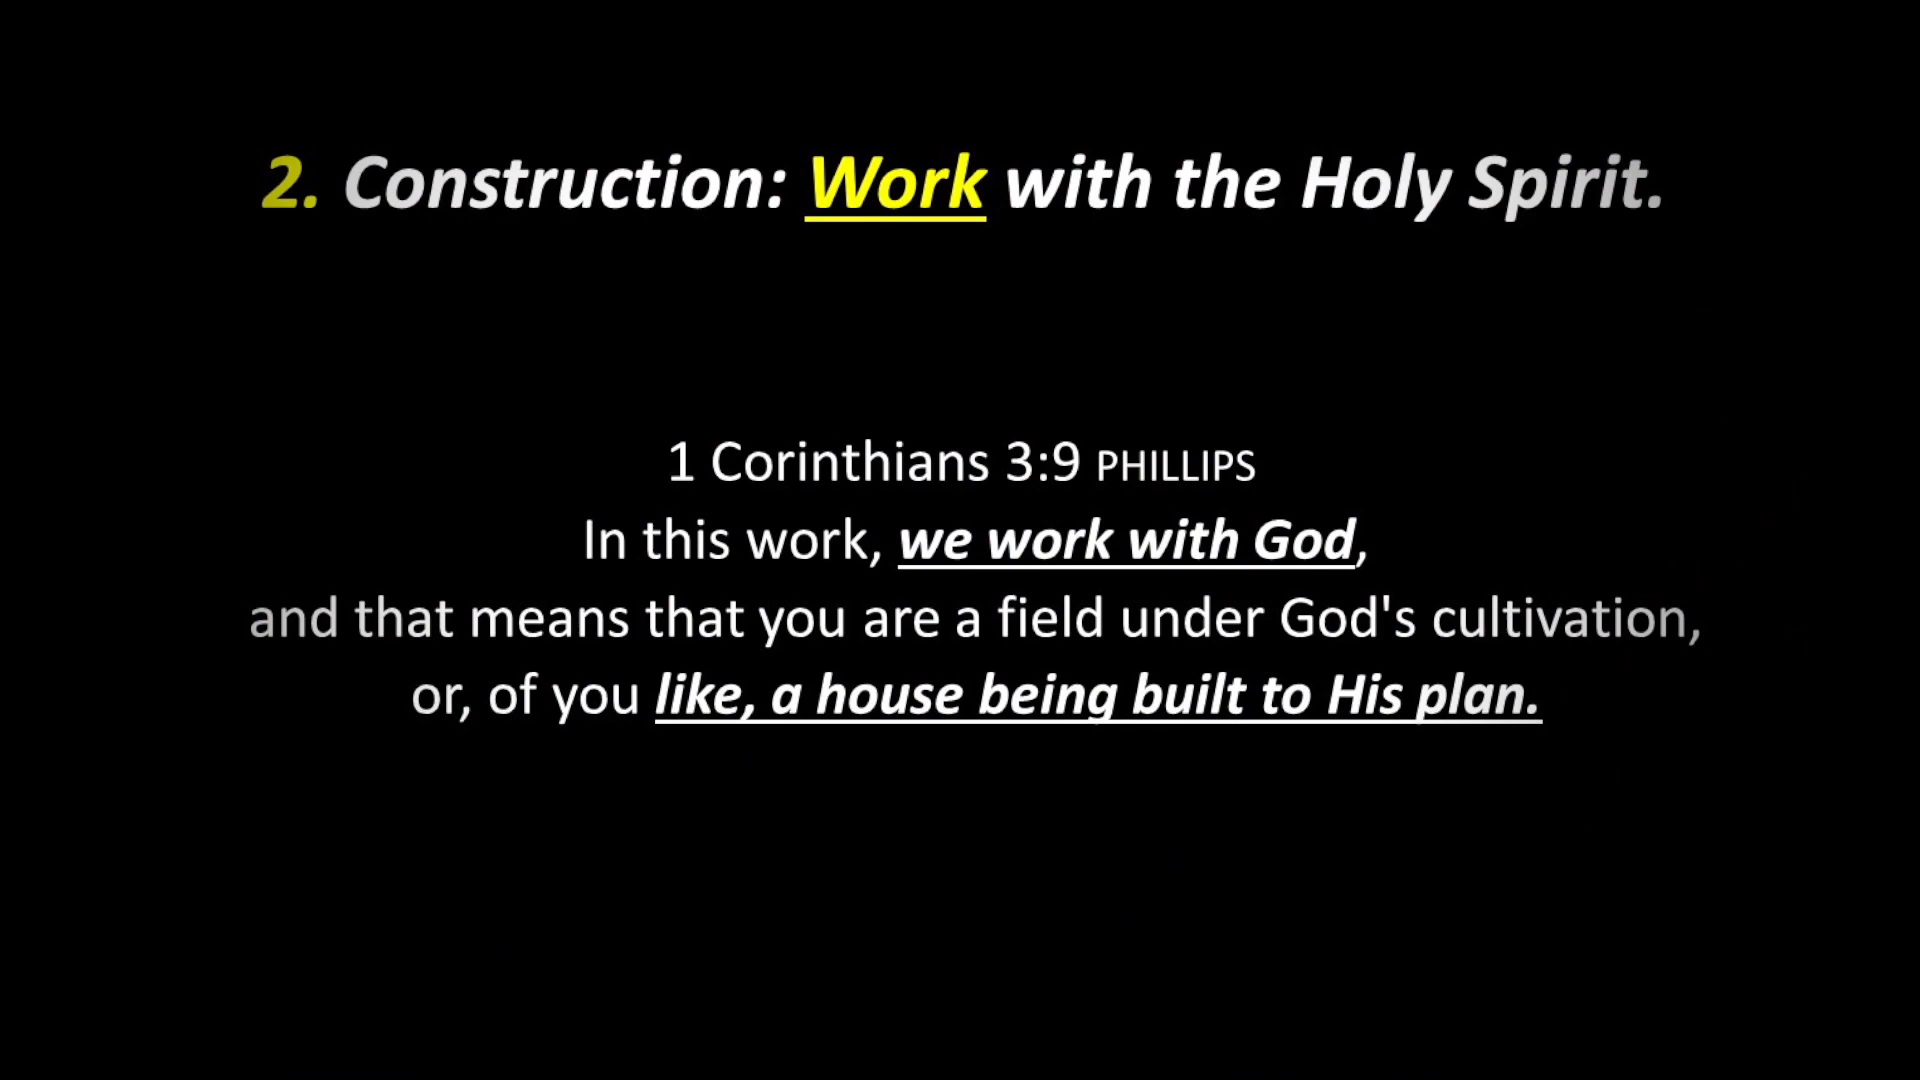 2. Construction: Work with the Holy Spirit.
1 Corinthians 3:9 PHILLIPS
In this work, we work with God,
and that means that you are a field under God's cultivation,
or, of you like, a house being built to His plan.